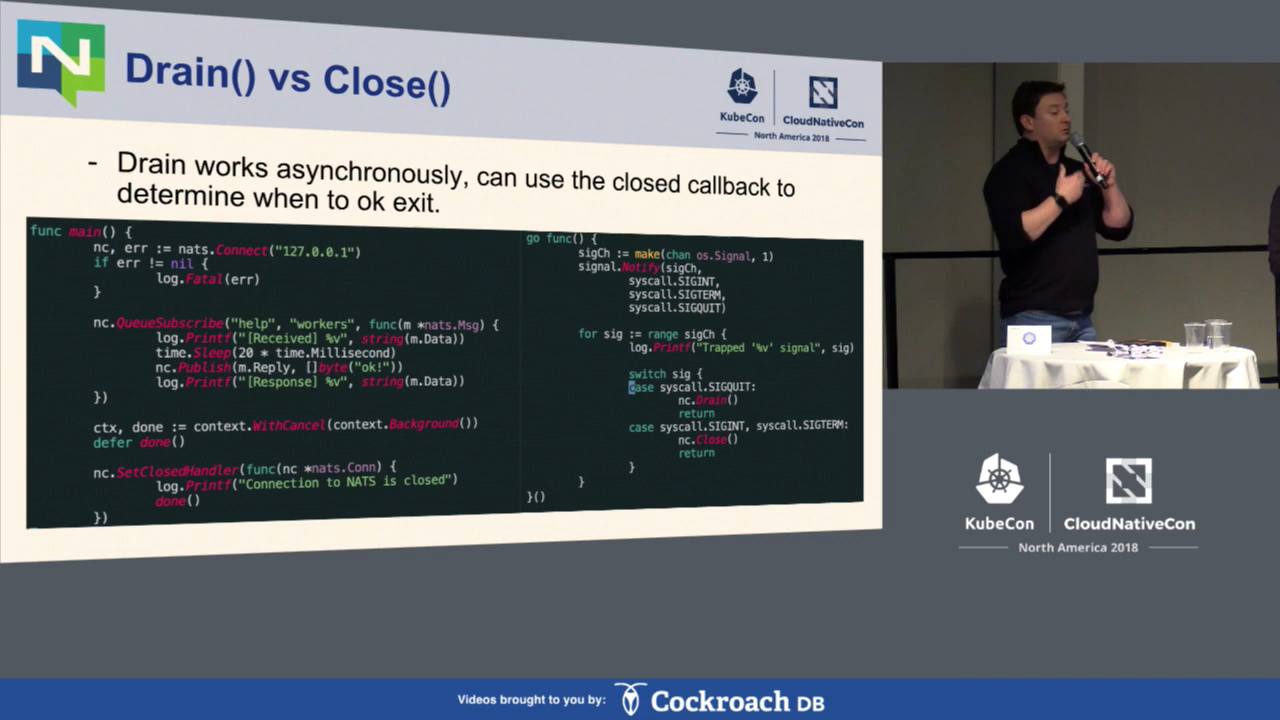 N
Drain() vs Close()
KubeCon
CloudNativeCon
North America 2018
- Drain works asynchronously, can use the closed callback to
determine when to ok exit.
func main() {
nc, err := nats.Connect("127.0.0.1")
if err != nil {
log.Fatal(err)
}
nc.QueueSubscribe("help", "workers", func(m *nats.Msg) {
log.Printf("[Received] %v", string(m.Data))
time.Sleep(20 * time.Millisecond)
nc.Publish(m.Reply, []byte("ok!"))
log.Printf("[Response] %v", string(m.Data))
})
ctx, done := context.WithCancel(context.Background())
defer done()
nc.SetClosedHandler(func(nc *nats.Conn) {
log.Printf("Connection to NATS is closed")
done()
})
go func() {
sigCh := make(chan os.Signal, 1)
signal.Notify(sigCh,
syscall.SIGINT,
syscall.SIGTERM,
syscall.SIGQUIT)
for sig := range sigCh {
log.Printf("Trapped '%v' signal", sig)
switch sig {
case syscall.SIGQUIT:
nc.Drain()
return
case syscall.SIGINT, syscall.SIGTERM:
nc.Close()
return
}
}
}()
KubeCon
CloudNativeCon
North America 2018
Videos brought to you by:
Cockroach DB